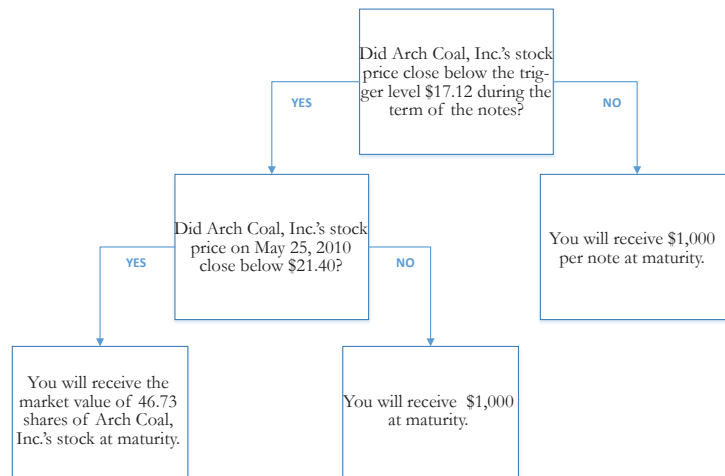 Did Arch Coal, Inc.'s stock
price close below the trig-
ger level $17.12 during the
term of the notes?
YES
NO
Did Arch Coal, Inc.'s stock
price on May 25, 2010
close below $21.40?
You will receive $1,000
per note at maturity.
YES
NO
You will receive the
market value of 46.73
shares of Arch Coal,
Inc.'s stock at maturity.
You will receive $1,000
at maturity.